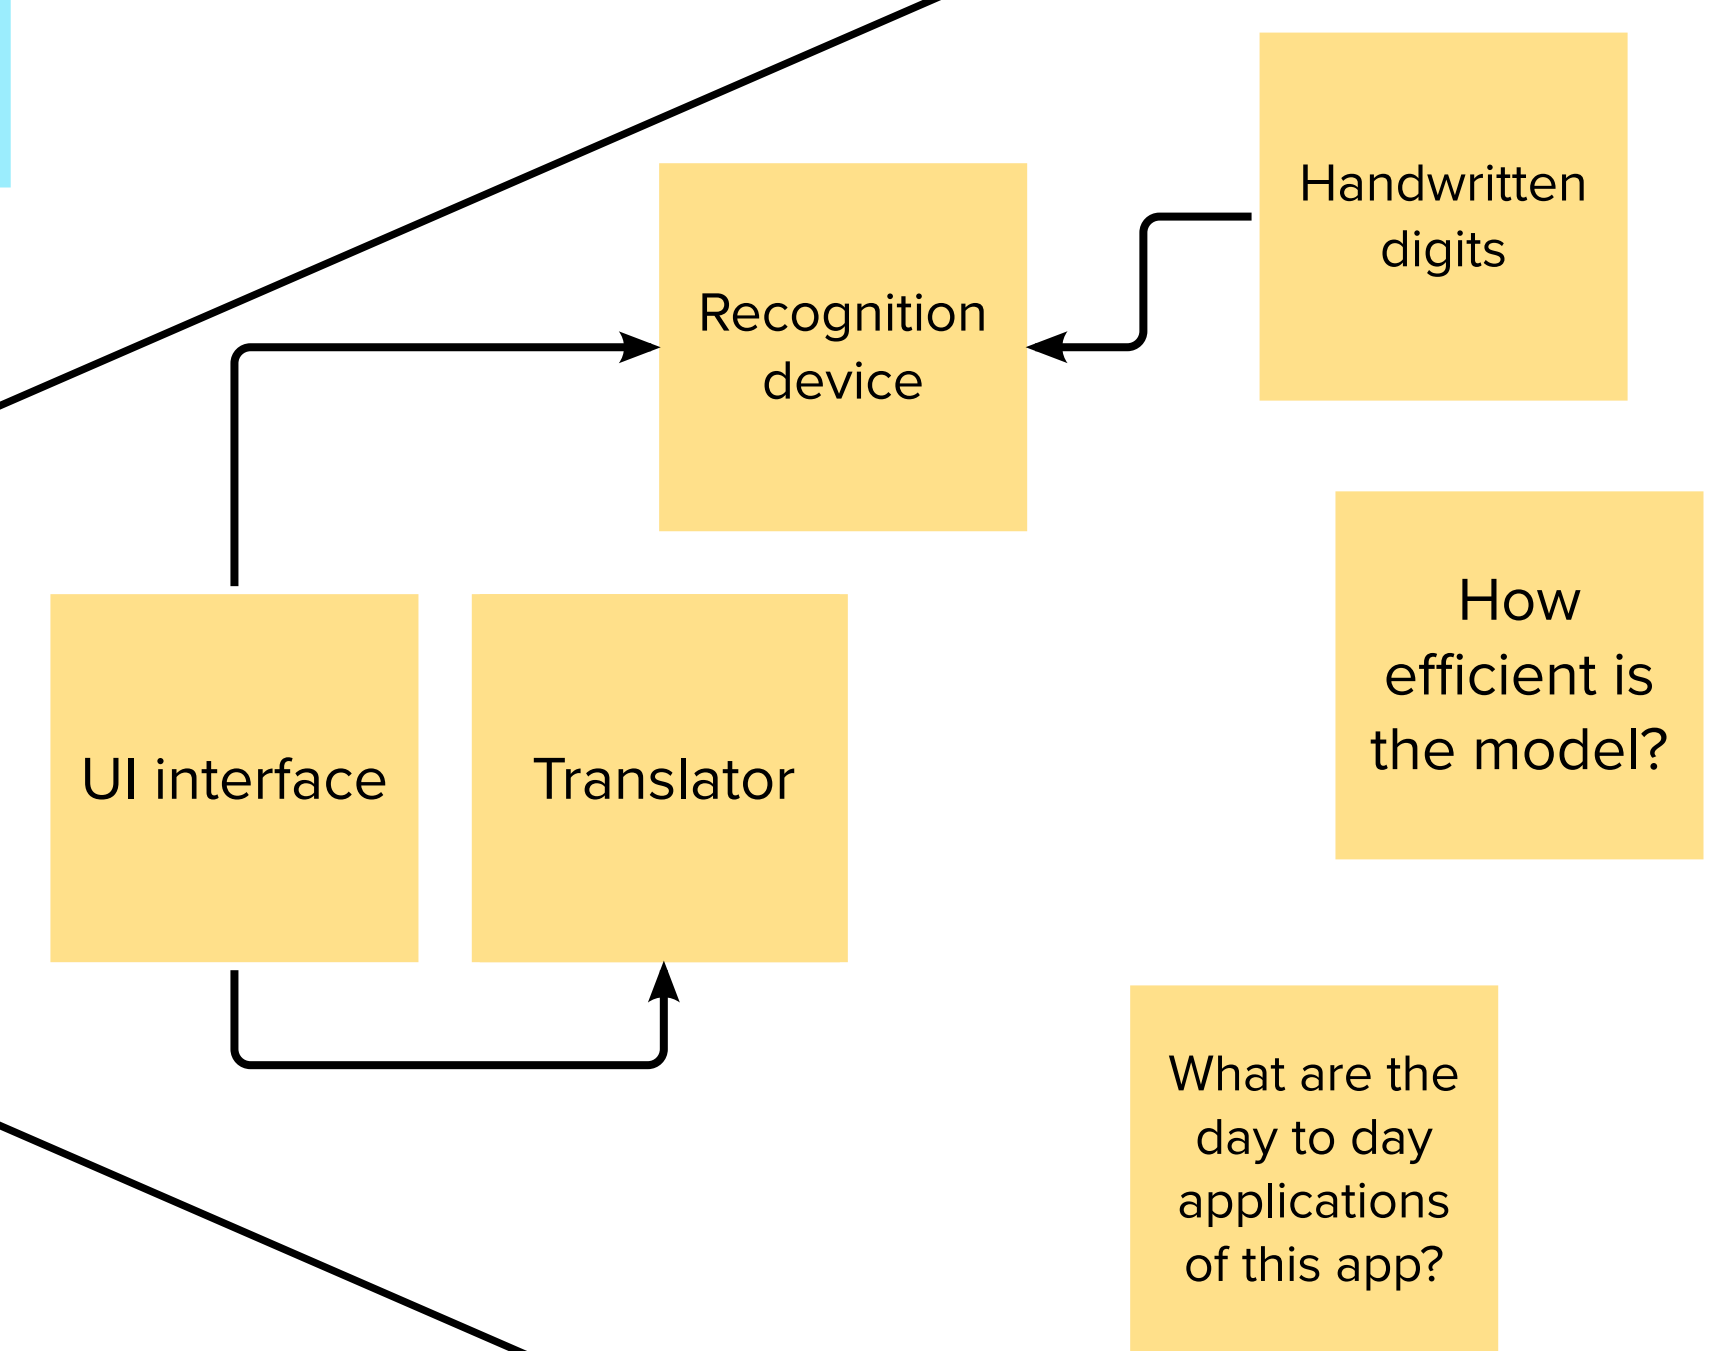 Handwritten
digits
Recognition
device
How
efficient is
the model?
UI interface
Translator
What are the
day to day
applications
of this app?